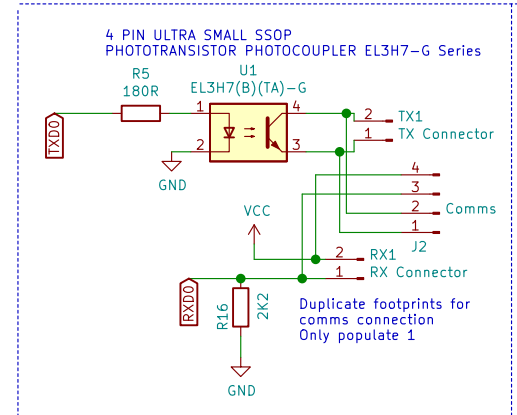 4 PIN ULTRA SMALL SSOP
PHOTOTRANSISTOR PHOTOCOUPLER EL3H7-G Series
R5
180R
U1
EL3H7(B)(TA)-G
TXD0
1
2
4
3
GND
2
1
TX1
TX Connector
4
3
2
1
Comms
J2
VCC
2
1
RX1
RX Connector
RXD0
R16
2K2
GND
Duplicate footprints for
comms connection
Only populate 1